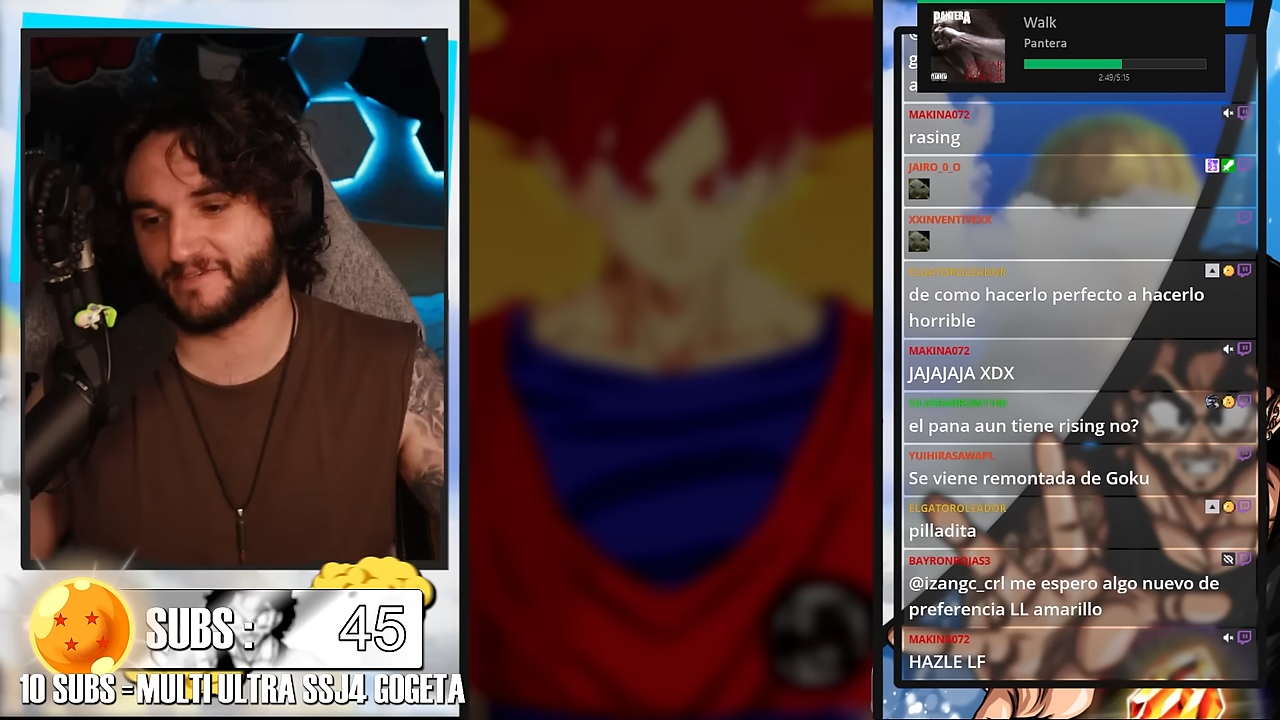 SUBS :
45
10 SUBS = MULTI ULTRA SSJ4 GOGETA
PANTERA
Walk
Pantera
2:49/5:15
MAKINA072
rasing
JAIRO_0_O
XXINVENTIVEXX
ELGATOROLEADOR
de como hacerlo perfecto a hacerlo
horrible
MAKINA072
JAJAJAJA XDX
el pana aun tiene rising no?
YUIHIRASAWAPL
Se viene remontada de Goku
ELGATOROLEADOR
pilladita
BAYRONROJAS3
@izangc_crl me espero algo nuevo de
preferencia LL amarillo
MAKINA072
HAZLE LF